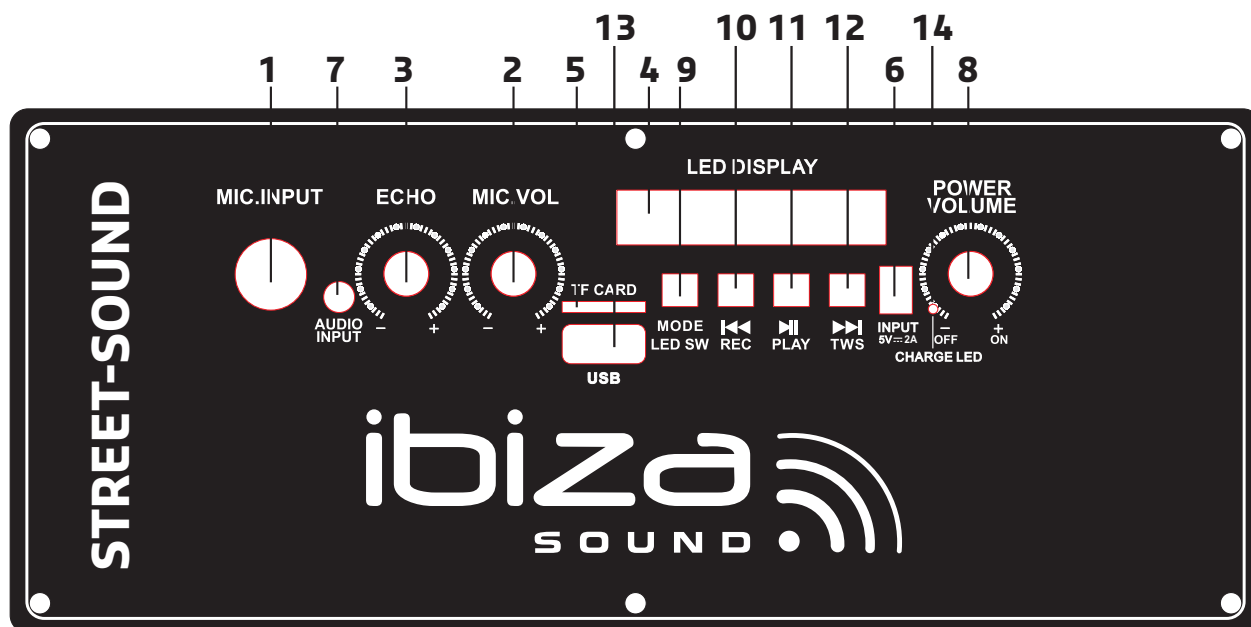 13 10 11 12 14
1 7 3 2 5 4 9 6 8
LED DISPLAY
MIC.INPUT
ECHO
MIC.VOL
POWER
VOLUME
TF CARD
AUDIO
INPUT
− +
− +
USB
MODE
LED SW
REC
PLAY
TWS
INPUT
5V⎓2A
− +
OFF ON
CHARGE LED
STREET-SOUND
ibiza
SOUND